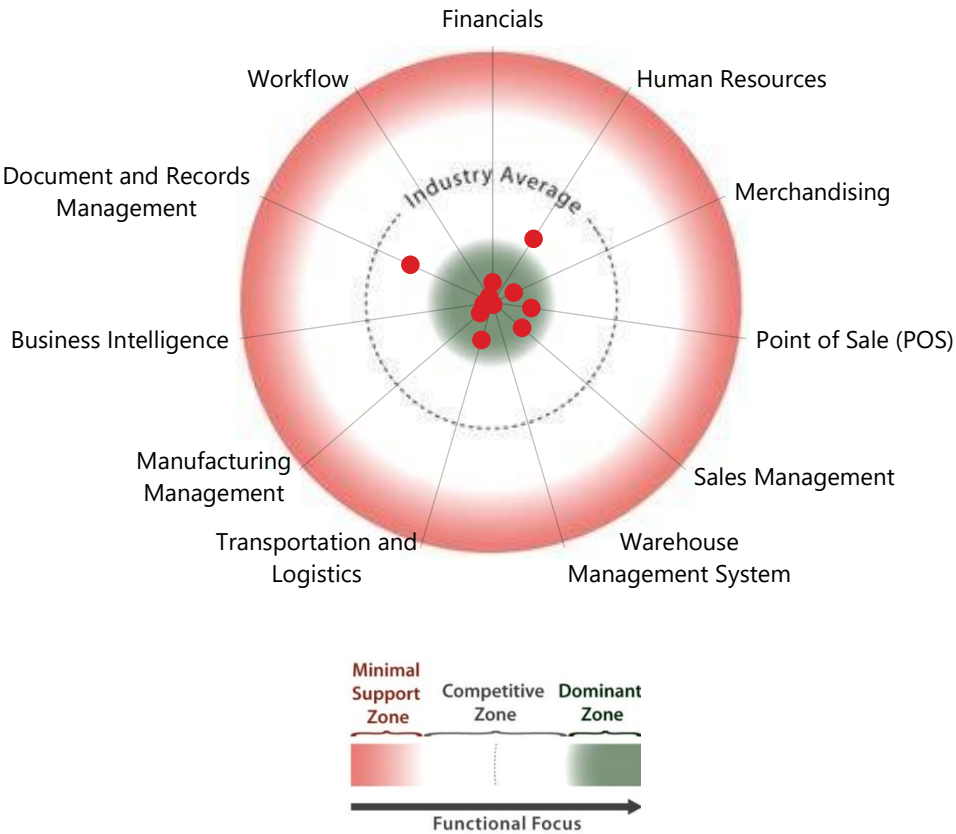 Financials
Workflow
Human Resources
Document and Records
Management
Industry Average
Merchandising
Business Intelligence
Point of Sale (POS)
Manufacturing
Management
Sales Management
Transportation and
Logistics
Warehouse
Management System
Minimal
Support
Zone
Competitive
Zone
Dominant
Zone
Functional Focus